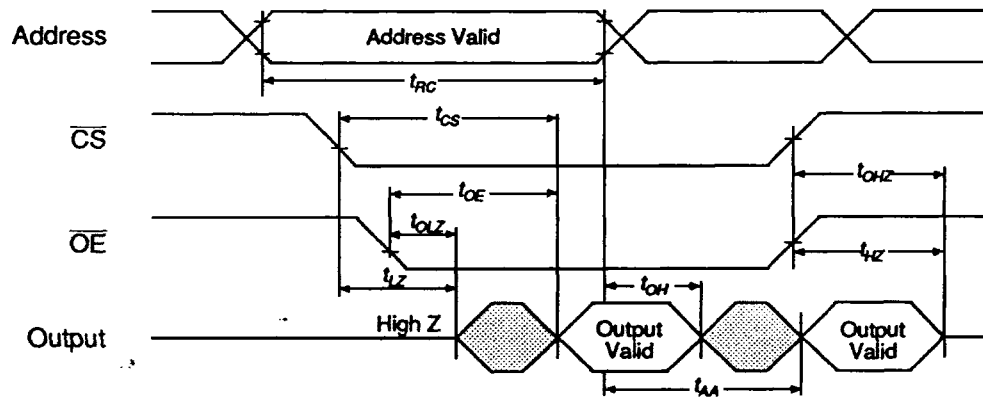 Address
Address Valid
tRC
CS
tCS
tOHZ
tOE
OE
tOLZ
tHZ
tLZ
tOH
Output
High Z
Output
Valid
Output
Valid
tAA